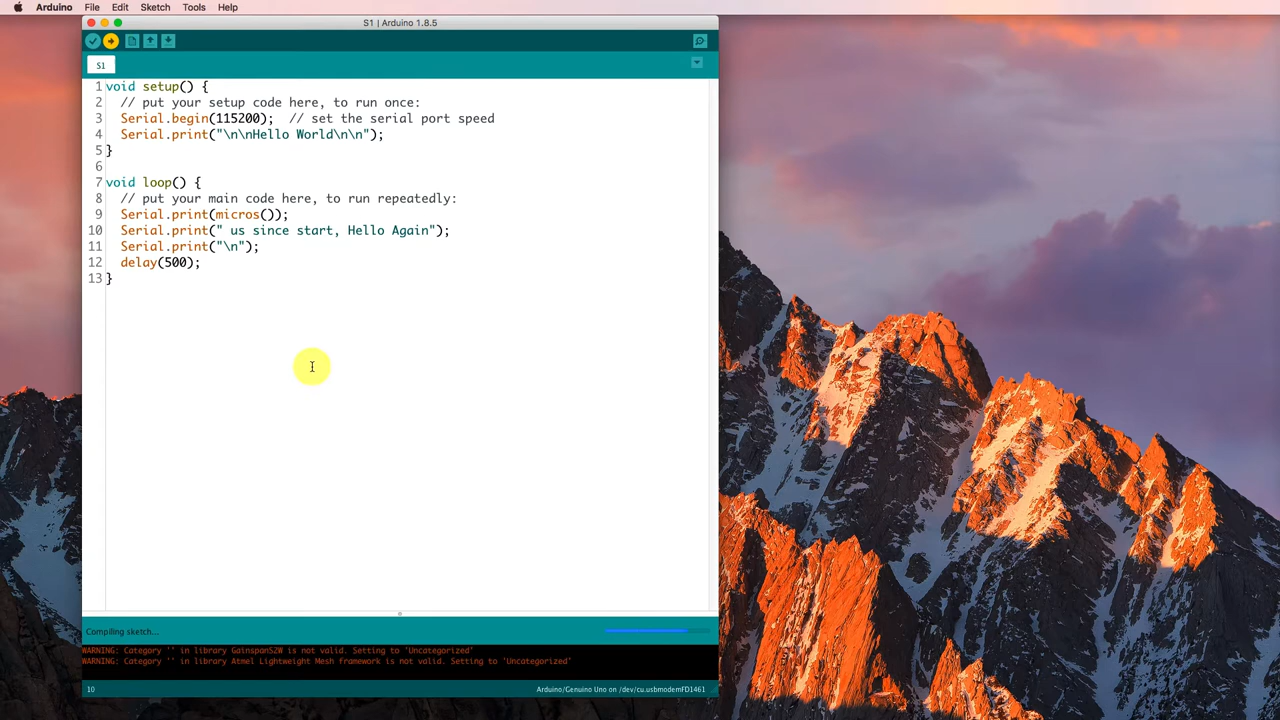 Arduino File Edit Sketch Tools Help
S1 | Arduino 1.8.5
S1
1 void setup() {
2 // put your setup code here, to run once:
3 Serial.begin(115200); // set the serial port speed
4 Serial.print("\n\nHello World\n\n");
5 }
6
7 void loop() {
8 // put your main code here, to run repeatedly:
9 Serial.print(micros());
10 Serial.print(" us since start, Hello Again");
11 Serial.print("\n");
12 delay(500);
13 }
Compiling sketch...
WARNING: Category '' in library GainspanS2W is not valid. Setting to 'Uncategorized'
WARNING: Category '' in library Atmel Lightweight Mesh framework is not valid. Setting to 'Uncategorized'
10 Arduino/Genuino Uno on /dev/cu.usbmodemFD1461